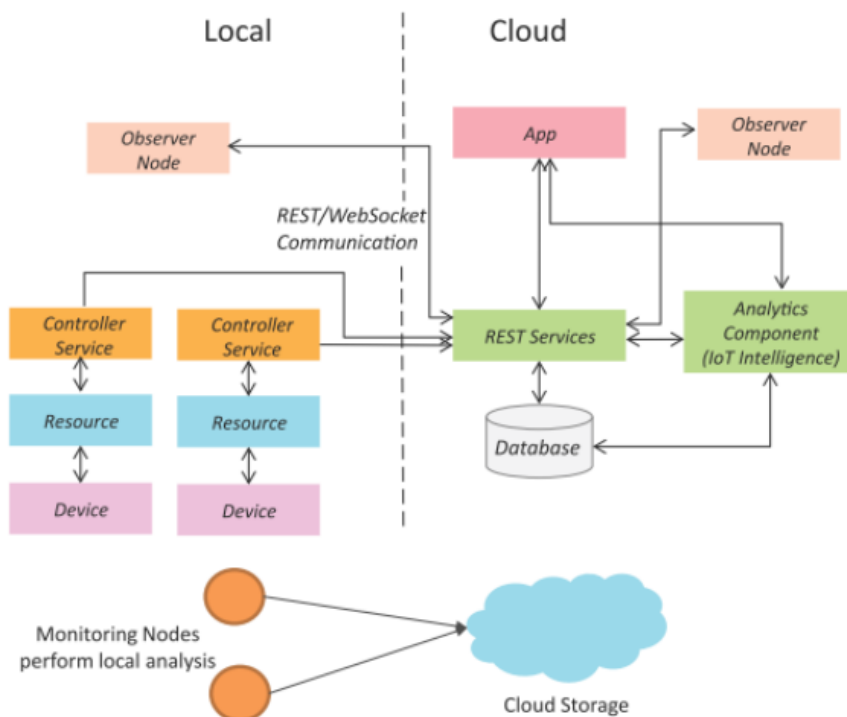 Local
Cloud
Observer
Node
App
Observer
Node
REST/WebSocket
Communication
Controller
Service
Controller
Service
REST Services
Analytics
Component
(IoT Intelligence)
Resource
Resource
Database
Device
Device
Monitoring Nodes
perform local analysis
Cloud Storage